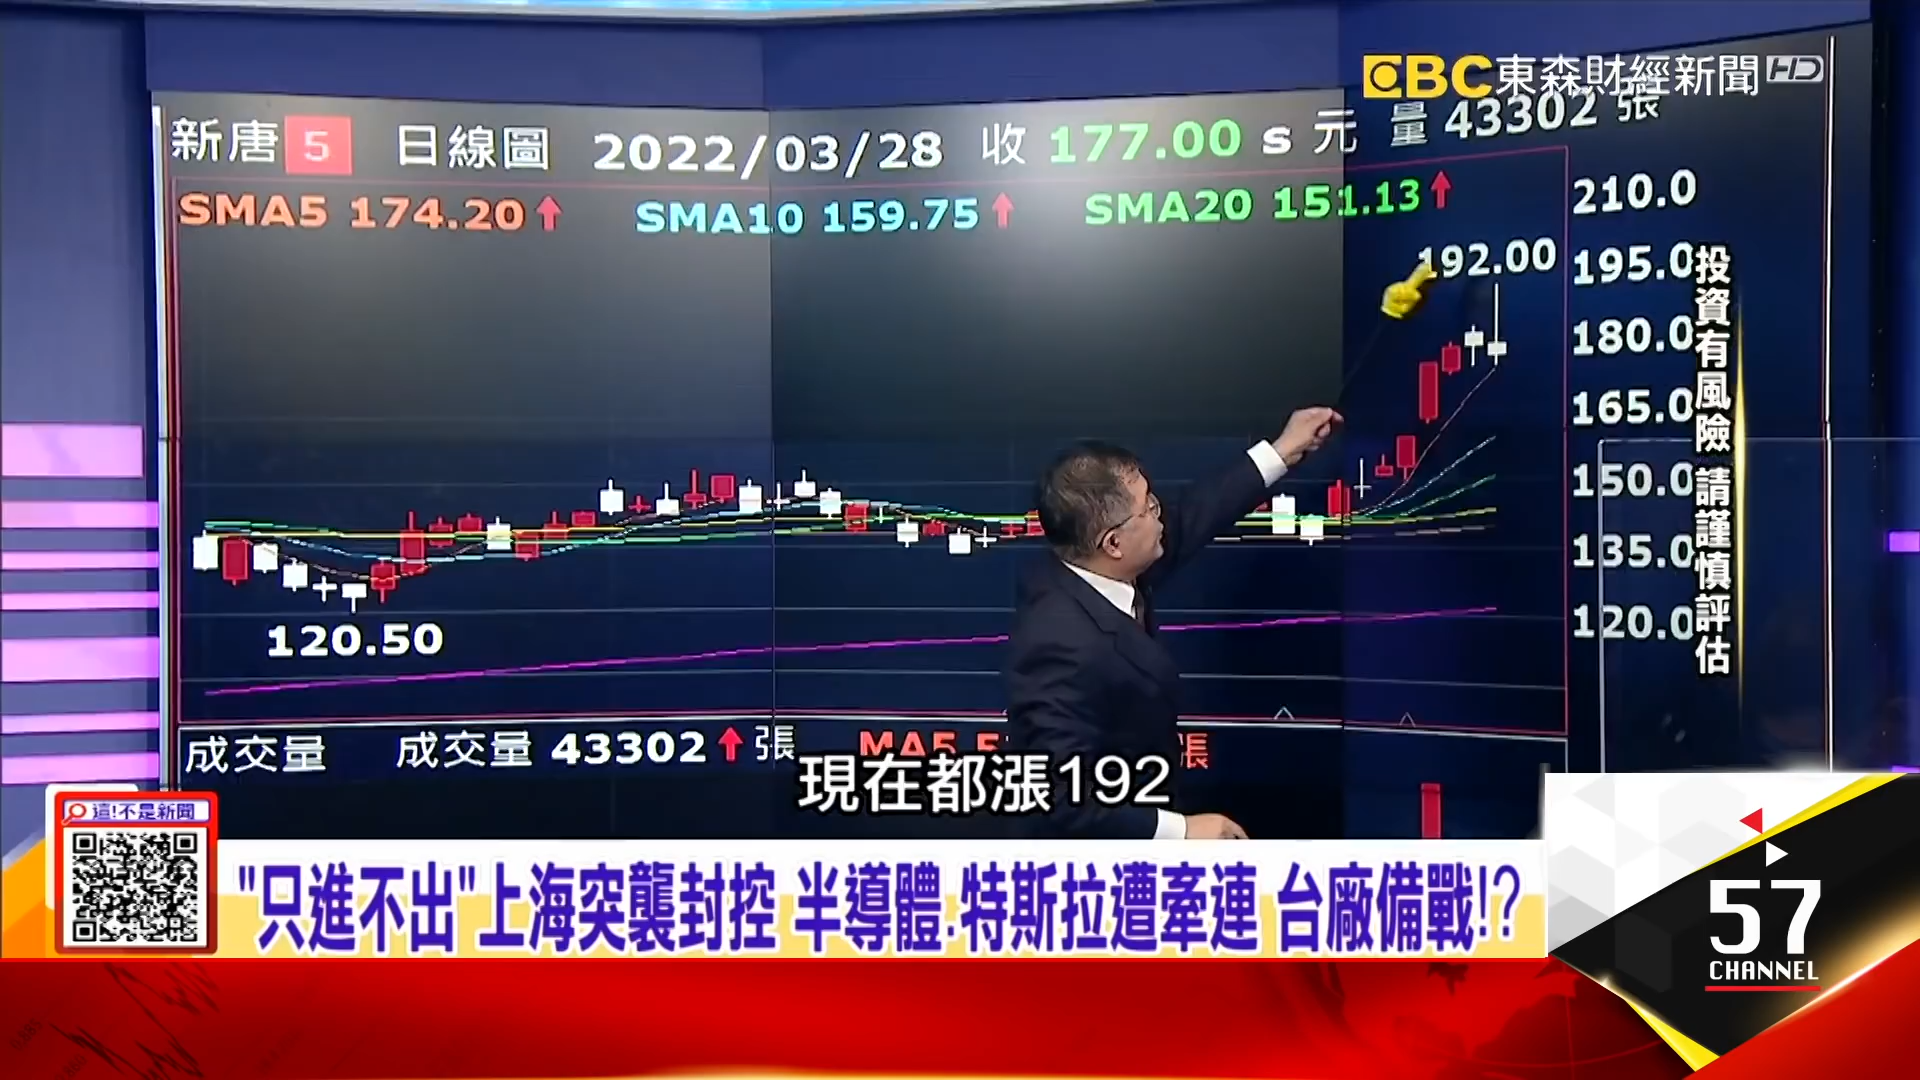 EBC東森財經新聞HD
新唐 5 日線圖 2022/03/28 收 177.00 s 元 量 43302 張
SMA5 174.20↑ SMA10 159.75↑ SMA20 151.13↑
210.0
192.00
195.0
180.0
165.0
150.0
135.0
120.0
120.50
投資有風險 請謹慎評估
成交量 成交量 43302↑張 MA5 5 張
現在都漲192
這!不是新聞
"只進不出"上海突襲封控 半導體.特斯拉遭牽連 台廠備戰!?
57
CHANNEL